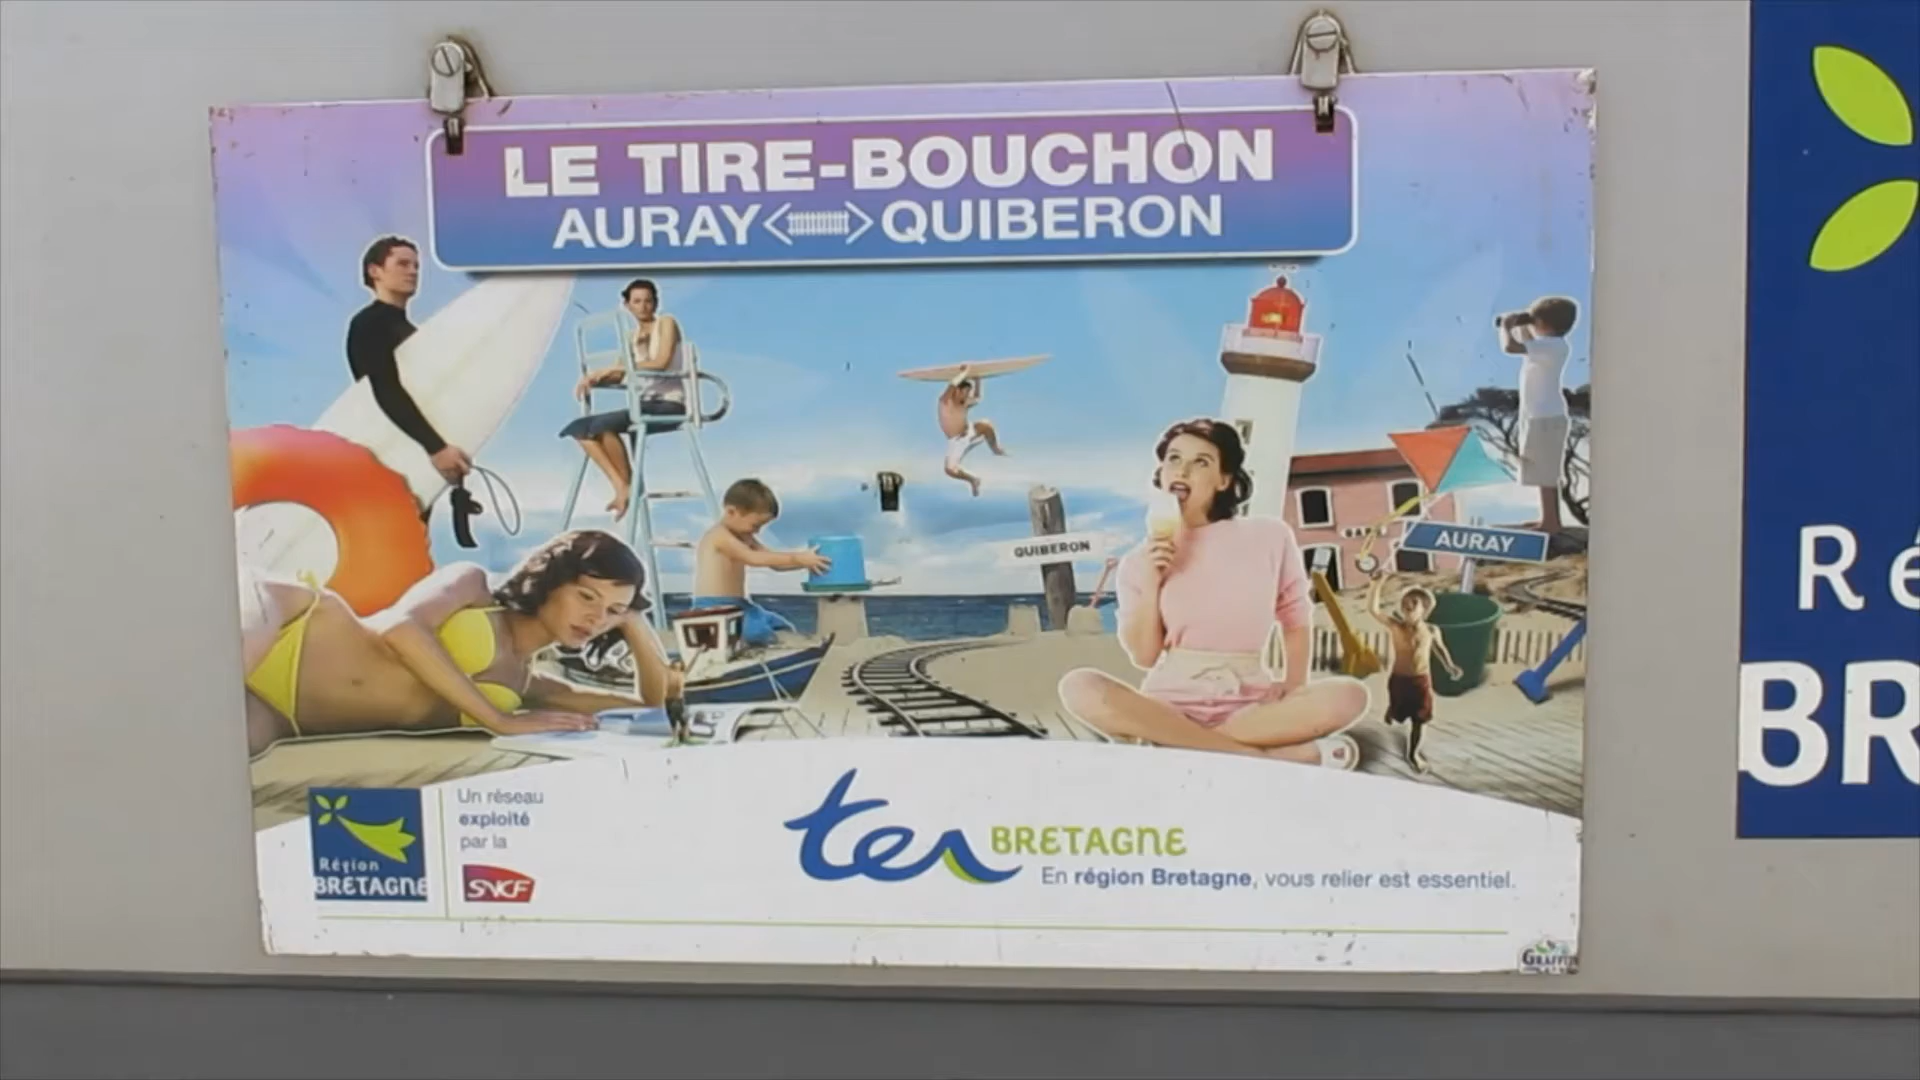 LE TIRE-BOUCHON
AURAY QUIBERON
QUIBERON
GARE
AURAY
Un réseau
exploité
par la
SNCF
Région
BRETAGNE
ter BRETAGNE
En région Bretagne, vous relier est essentiel.
Ré
BR